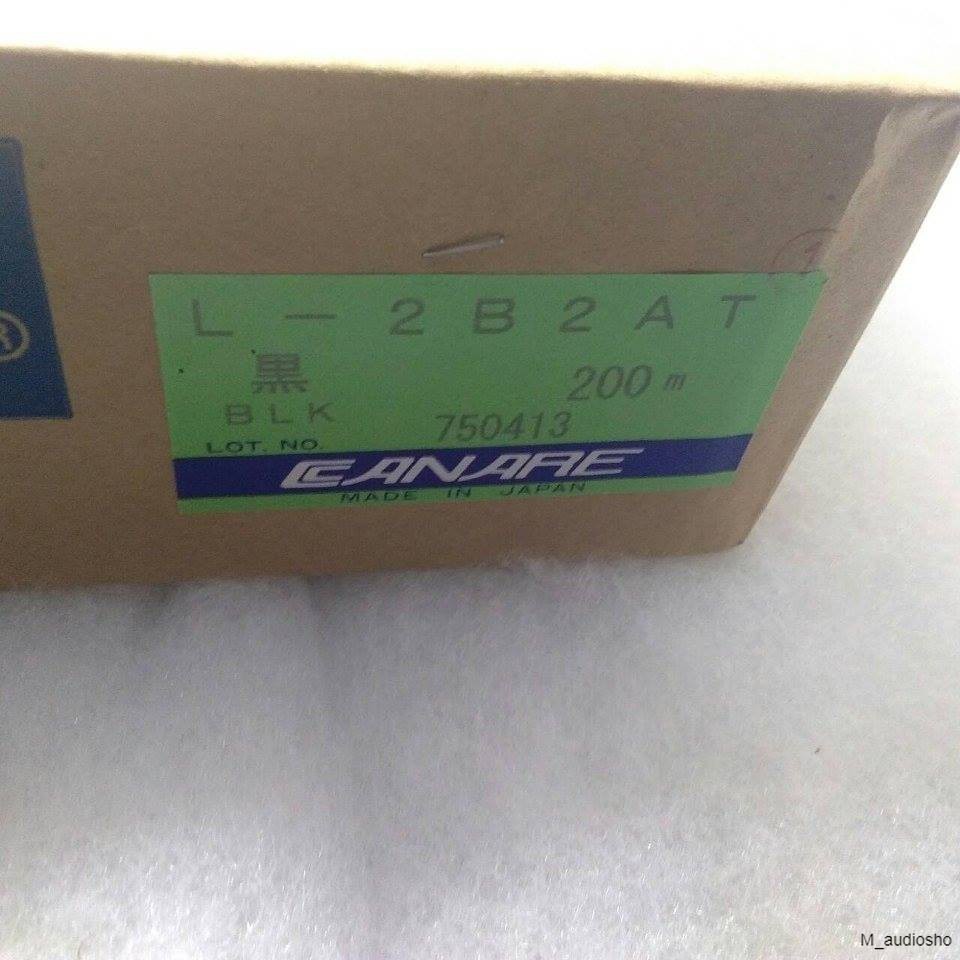 ®
L-2B2AT
黒 200m
BLK
LOT. NO. 750413
CANARE
MADE IN JAPAN
M_audiosho